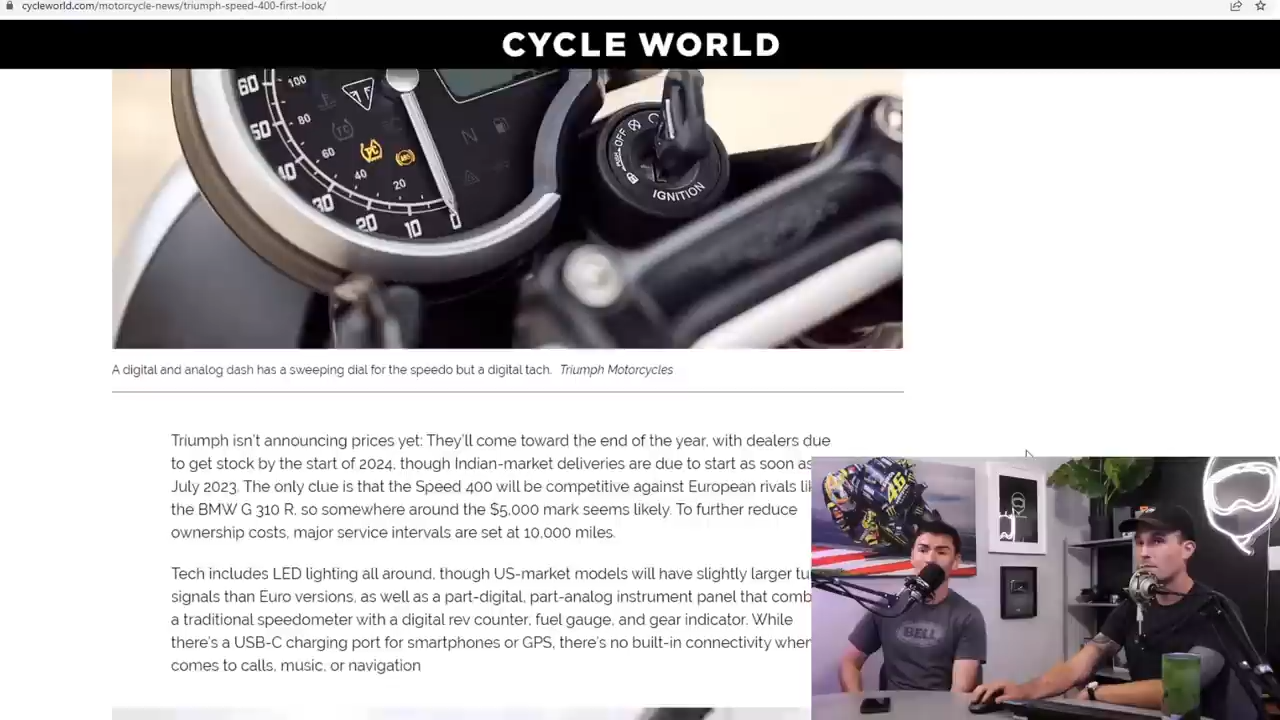 cycleworld.com/motorcycle-news/triumph-speed-400-first-look/
CYCLE WORLD
60
50
40
30
20
10
0
100
80
60
40
20
TC
N
OFF
IGNITION
A digital and analog dash has a sweeping dial for the speedo but a digital tach. Triumph Motorcycles
Triumph isn't announcing prices yet: They'll come toward the end of the year, with dealers due
to get stock by the start of 2024, though Indian-market deliveries are due to start as soon as
July 2023. The only clue is that the Speed 400 will be competitive against European rivals li
the BMW G 310 R, so somewhere around the $5,000 mark seems likely. To further reduce
ownership costs, major service intervals are set at 10,000 miles.
Tech includes LED lighting all around, though US-market models will have slightly larger tu
signals than Euro versions, as well as a part-digital, part-analog instrument panel that comb
a traditional speedometer with a digital rev counter, fuel gauge, and gear indicator. While
there's a USB-C charging port for smartphones or GPS, there's no built-in connectivity when
comes to calls, music, or navigation
46
BELL